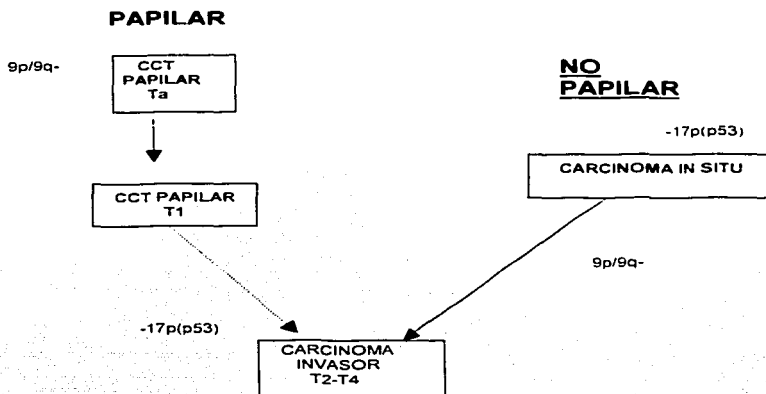 PAPILAR
9p/9q-
CCT
PAPILAR
Ta
NO
PAPILAR
-17p(p53)
CARCINOMA IN SITU
CCT PAPILAR
T1
9p/9q-
-17p(p53)
CARCINOMA
INVASOR
T2-T4